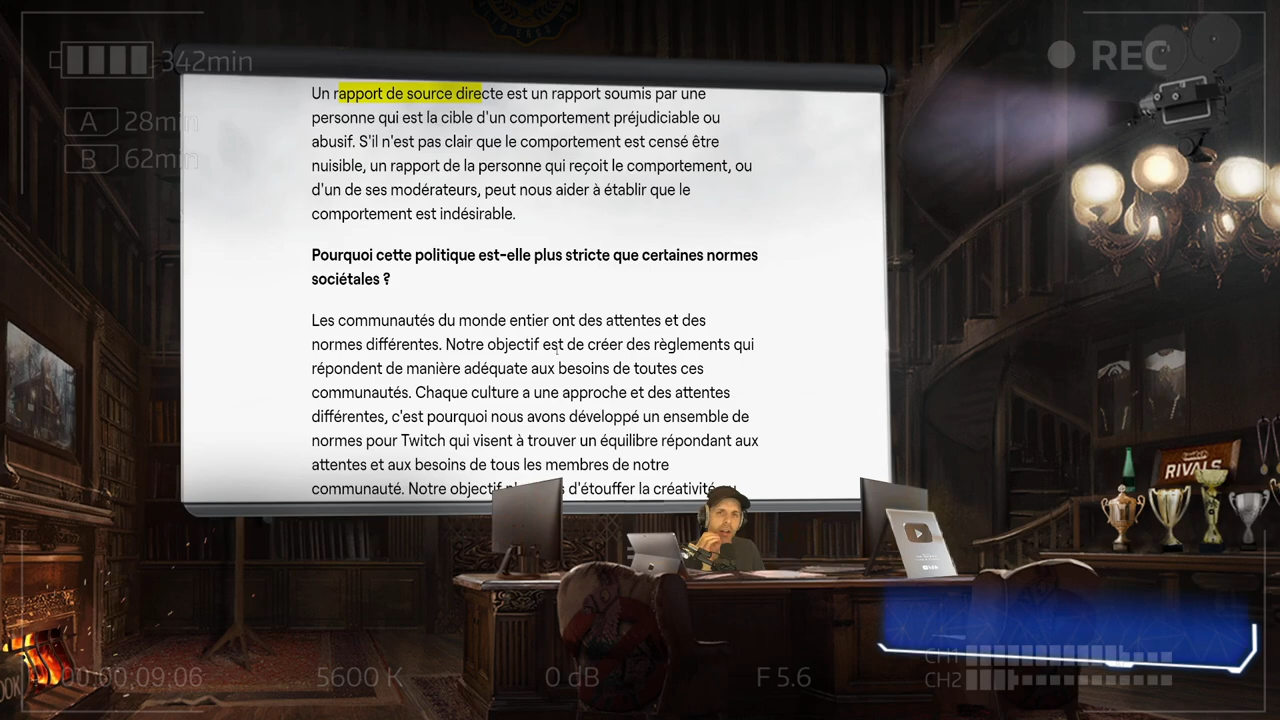 342min
REC
A 28min
B 62min
Un rapport de source directe est un rapport soumis par une
personne qui est la cible d'un comportement préjudiciable ou
abusif. S'il n'est pas clair que le comportement est censé être
nuisible, un rapport de la personne qui reçoit le comportement, ou
d'un de ses modérateurs, peut nous aider à établir que le
comportement est indésirable.
Pourquoi cette politique est-elle plus stricte que certaines normes
sociétales ?
Les communautés du monde entier ont des attentes et des
normes différentes. Notre objectif est de créer des règlements qui
répondent de manière adéquate aux besoins de toutes ces
communautés. Chaque culture a une approche et des attentes
différentes, c'est pourquoi nous avons développé un ensemble de
normes pour Twitch qui visent à trouver un équilibre répondant aux
attentes et aux besoins de tous les membres de notre
communauté. Notre objectif d'étouffer la créativité
RIVALS
00:00:09:06
5600 K
0 dB
F 5.6
CH1
CH2